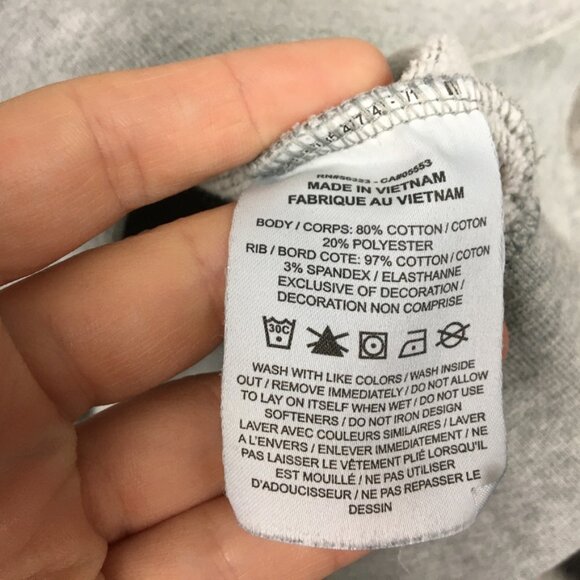 RN#56323 - CA#05553
MADE IN VIETNAM
FABRIQUE AU VIETNAM
BODY / CORPS: 80% COTTON / COTON
20% POLYESTER
RIB / BORD COTE: 97% COTTON / COTON
3% SPANDEX / ELASTHANNE
EXCLUSIVE OF DECORATION /
DECORATION NON COMPRISE
30C
WASH WITH LIKE COLORS / WASH INSIDE
OUT / REMOVE IMMEDIATELY / DO NOT ALLOW
TO LAY ON ITSELF WHEN WET / DO NOT USE
SOFTENERS / DO NOT IRON DESIGN
LAVER AVEC COULEURS SIMILAIRES / LAVER
A L'ENVERS / ENLEVER IMMEDIATEMENT / NE
PAS LAISSER LE VÊTEMENT PLIÉ LORSQU'IL
EST MOUILLÉ / NE PAS UTILISER
D'ADOUCISSEUR / NE PAS REPASSER LE
DESSIN